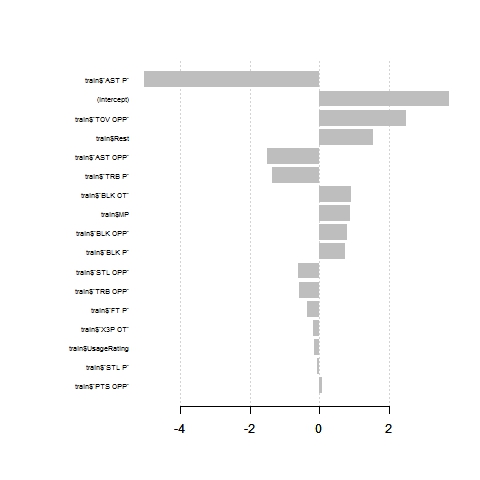 train$`AST P`
(Intercept)
train$`TOV OPP`
train$Rest
train$`AST OPP`
train$`TRB P`
train$`BLK OT`
train$MP
train$`BLK OPP`
train$`BLK P`
train$`STL OPP`
train$`TRB OPP`
train$`FT P`
train$`X3P OT`
train$UsageRating
train$`STL P`
train$`PTS OPP`
-4 -2 0 2